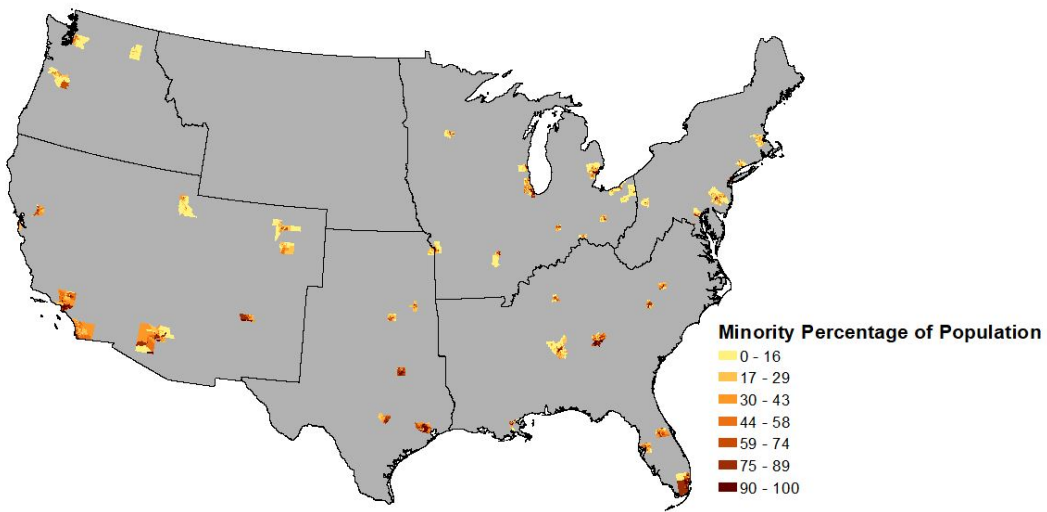 Minority Percentage of Population
0 - 16
17 - 29
30 - 43
44 - 58
59 - 74
75 - 89
90 - 100